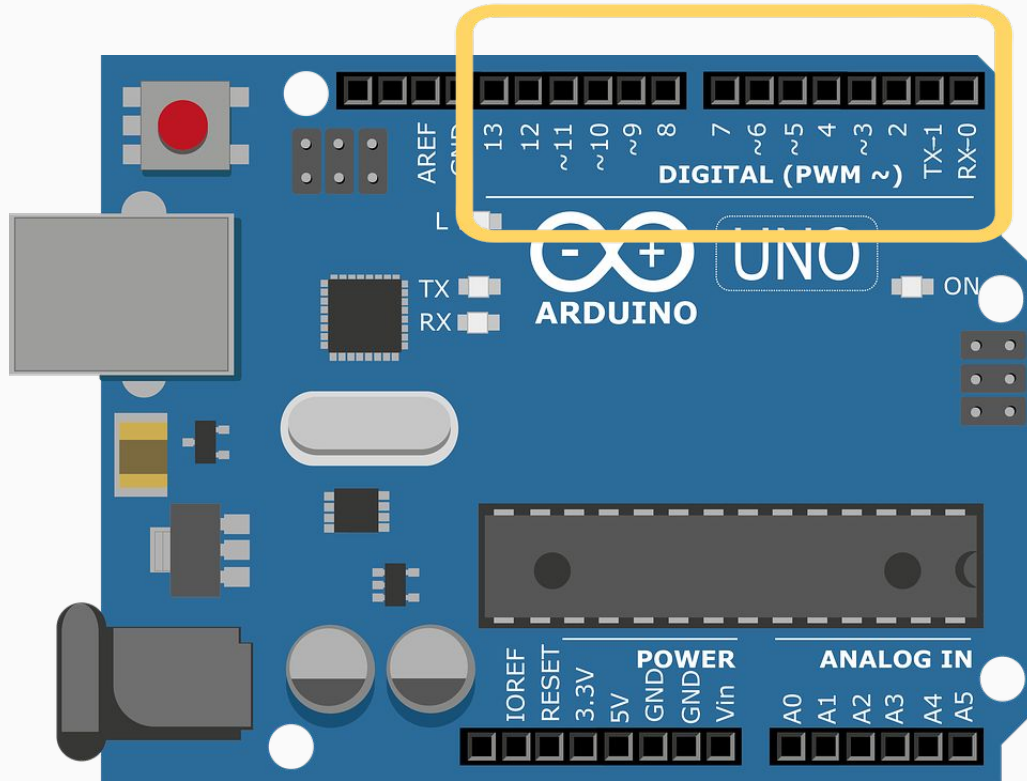 AREF
GND
13
12
~11
~10
~9
8
7
~6
~5
4
~3
2
TX-1
RX-0
DIGITAL (PWM ~)
L
- +
UNO
TX
RX
ARDUINO
ON
POWER
ANALOG IN
IOREF
RESET
3.3V
5V
GND
GND
Vin
A0
A1
A2
A3
A4
A5